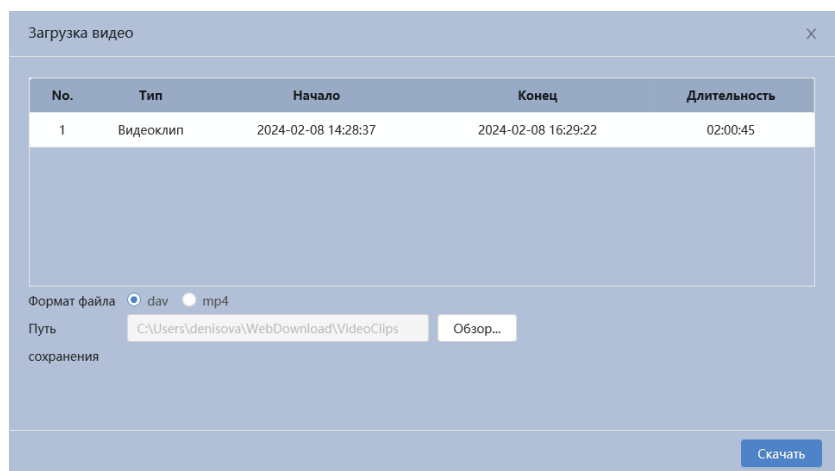 Загрузка видео
No. Тип Начало Конец Длительность
1 Видеоклип 2024-02-08 14:28:37 2024-02-08 16:29:22 02:00:45
Формат файла dav mp4
Путь сохранения C:\Users\denisova\WebDownload\VideoClips Обзор...
Скачать